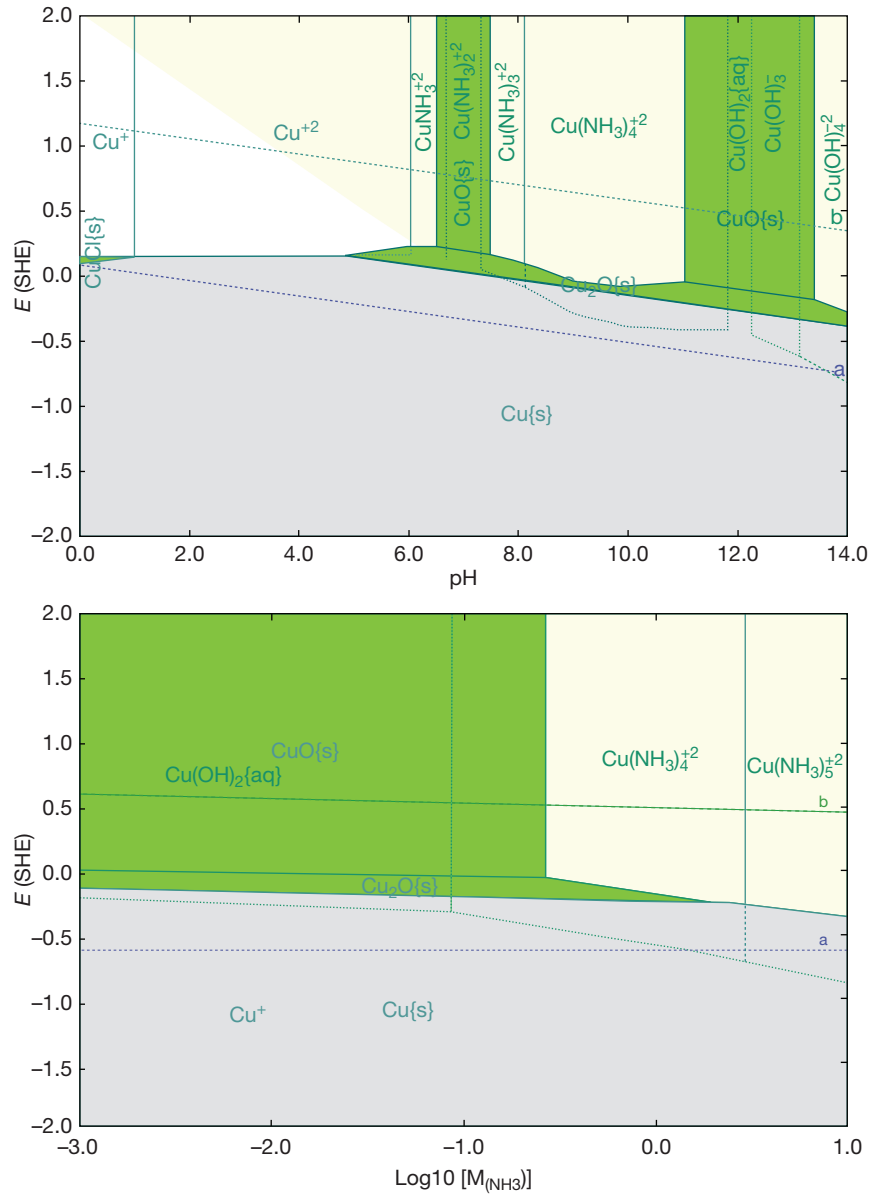 2.0
1.5
1.0
0.5
0.0
−0.5
−1.0
−1.5
−2.0
E (SHE)
Cu+
CuCl{s}
Cu+2
CuNH3+2
Cu(NH3)2+2
CuO{s}
Cu(NH3)3+2
Cu(NH3)4+2
Cu(OH)2{aq}
Cu(OH)3−
CuO{s}
Cu(OH)4−2
b
Cu2O{s}
a
Cu{s}
0.0 2.0 4.0 6.0 8.0 10.0 12.0 14.0
pH
2.0
1.5
1.0
0.5
0.0
−0.5
−1.0
−1.5
−2.0
E (SHE)
CuO{s}
Cu(OH)2{aq}
Cu(NH3)4+2
Cu(NH3)5+2
b
Cu2O{s}
a
Cu+
Cu{s}
−3.0 −2.0 −1.0 0.0 1.0
Log10 [M(NH3)]